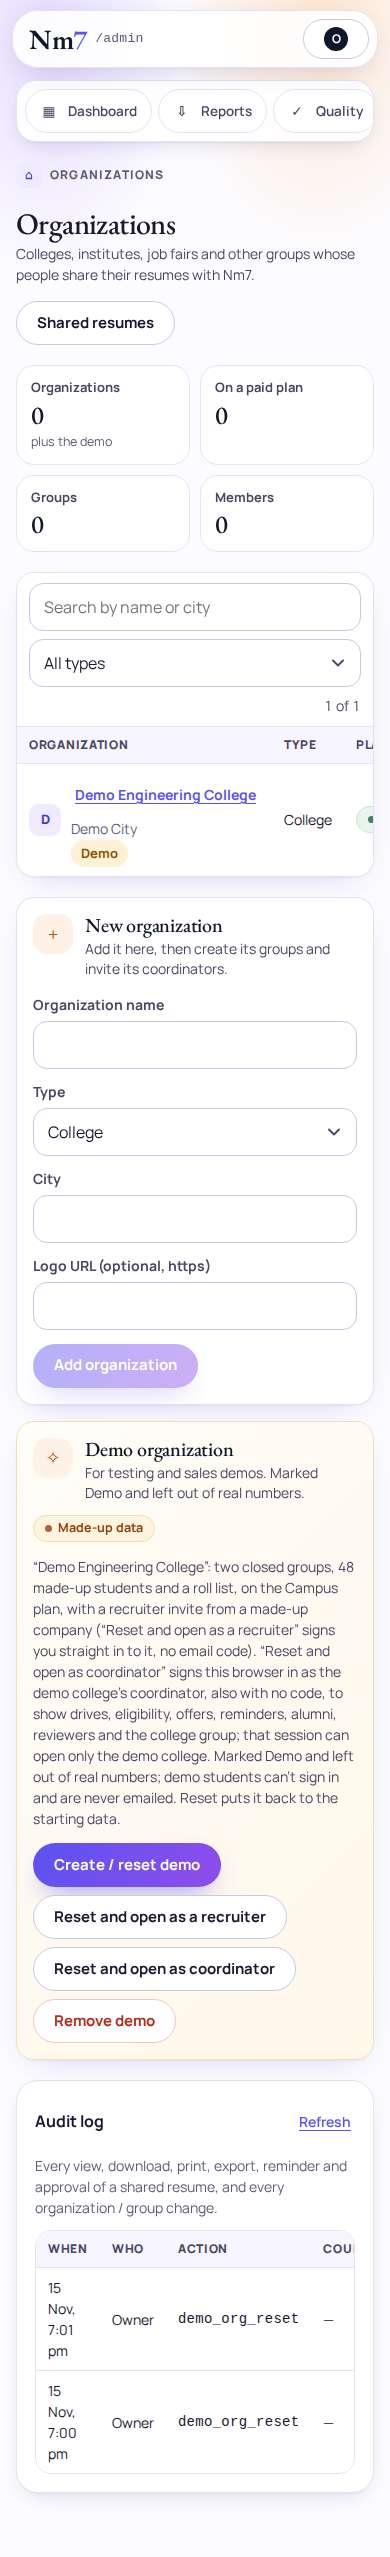 Nm7 /admin
O
Dashboard
Reports
Quality
ORGANIZATIONS
Organizations
Colleges, institutes, job fairs and other groups whose
people share their resumes with Nm7.
Shared resumes
Organizations
0
plus the demo
On a paid plan
0
Groups
0
Members
0
Search by name or city
All types
1 of 1
ORGANIZATION TYPE
D
Demo Engineering College
Demo City
Demo
College
+
New organization
Add it here, then create its groups and
invite its coordinators.
Organization name
Type
College
City
Logo URL (optional, https)
Add organization
Demo organization
For testing and sales demos. Marked
Demo and left out of real numbers.
Made-up data
“Demo Engineering College”: two closed groups, 48
made-up students and a roll list, on the Campus
plan, with a recruiter invite from a made-up
company (“Reset and open as a recruiter” signs
you straight in to it, no email code). “Reset and
open as coordinator” signs this browser in as the
demo college’s coordinator, also with no code, to
show drives, eligibility, offers, reminders, alumni,
reviewers and the college group; that session can
open only the demo college. Marked Demo and left
out of real numbers; demo students can’t sign in
and are never emailed. Reset puts it back to the
starting data.
Create / reset demo
Reset and open as a recruiter
Reset and open as coordinator
Remove demo
Audit log
Refresh
Every view, download, print, export, reminder and
approval of a shared resume, and every
organization / group change.
WHEN WHO ACTION
15
Nov,
7:01
pm
Owner
demo_org_reset
—
15
Nov,
7:00
pm
Owner
demo_org_reset
—